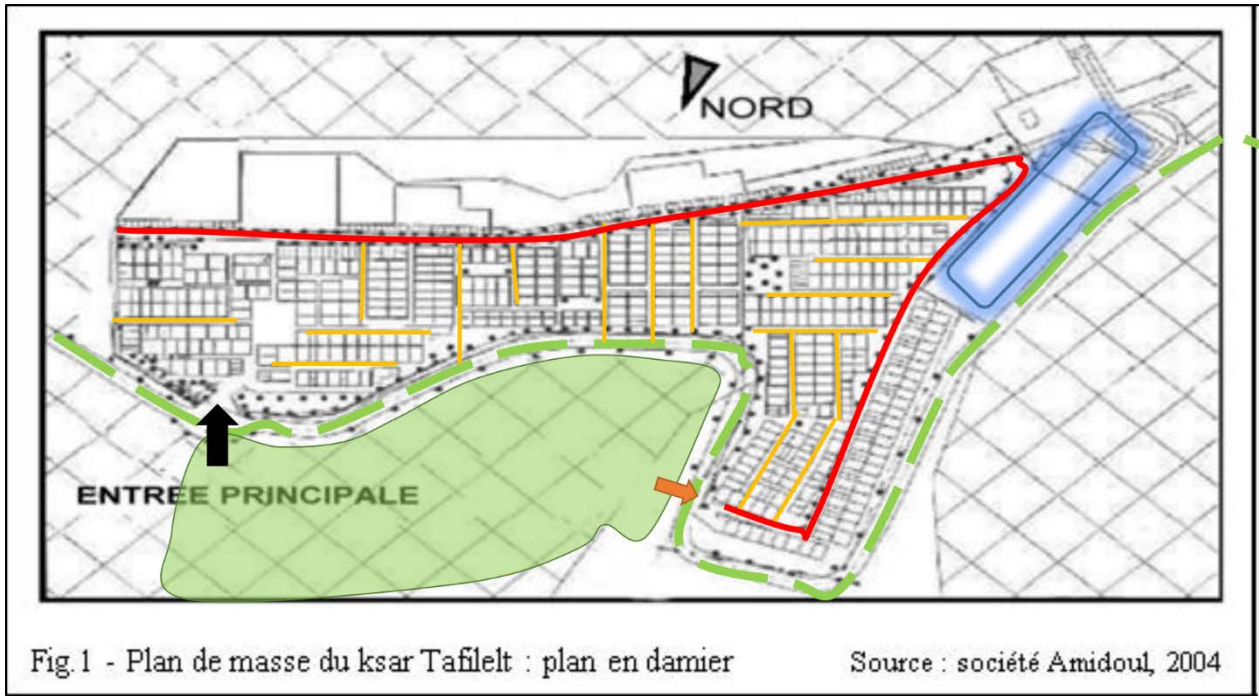 NORD
ENTREE PRINCIPALE
Fig.1 - Plan de masse du ksar Tafilelt : plan en damier
Source : société Amidoul, 2004